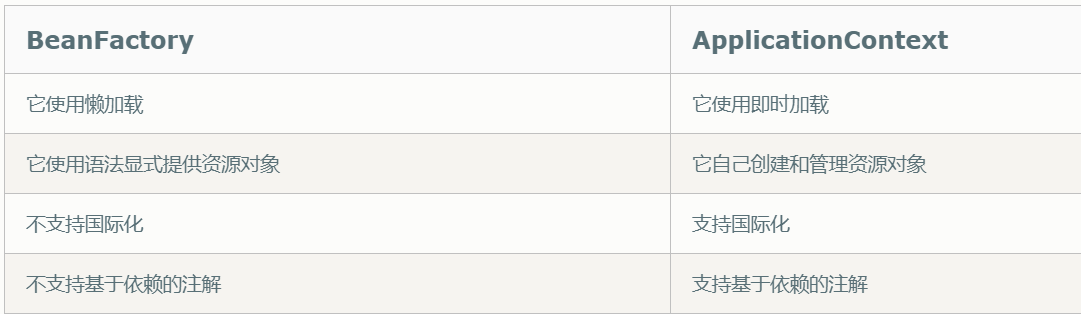 BeanFactory ApplicationContext
它使用懒加载 它使用即时加载
它使用语法显式提供资源对象 它自己创建和管理资源对象
不支持国际化 支持国际化
不支持基于依赖的注解 支持基于依赖的注解